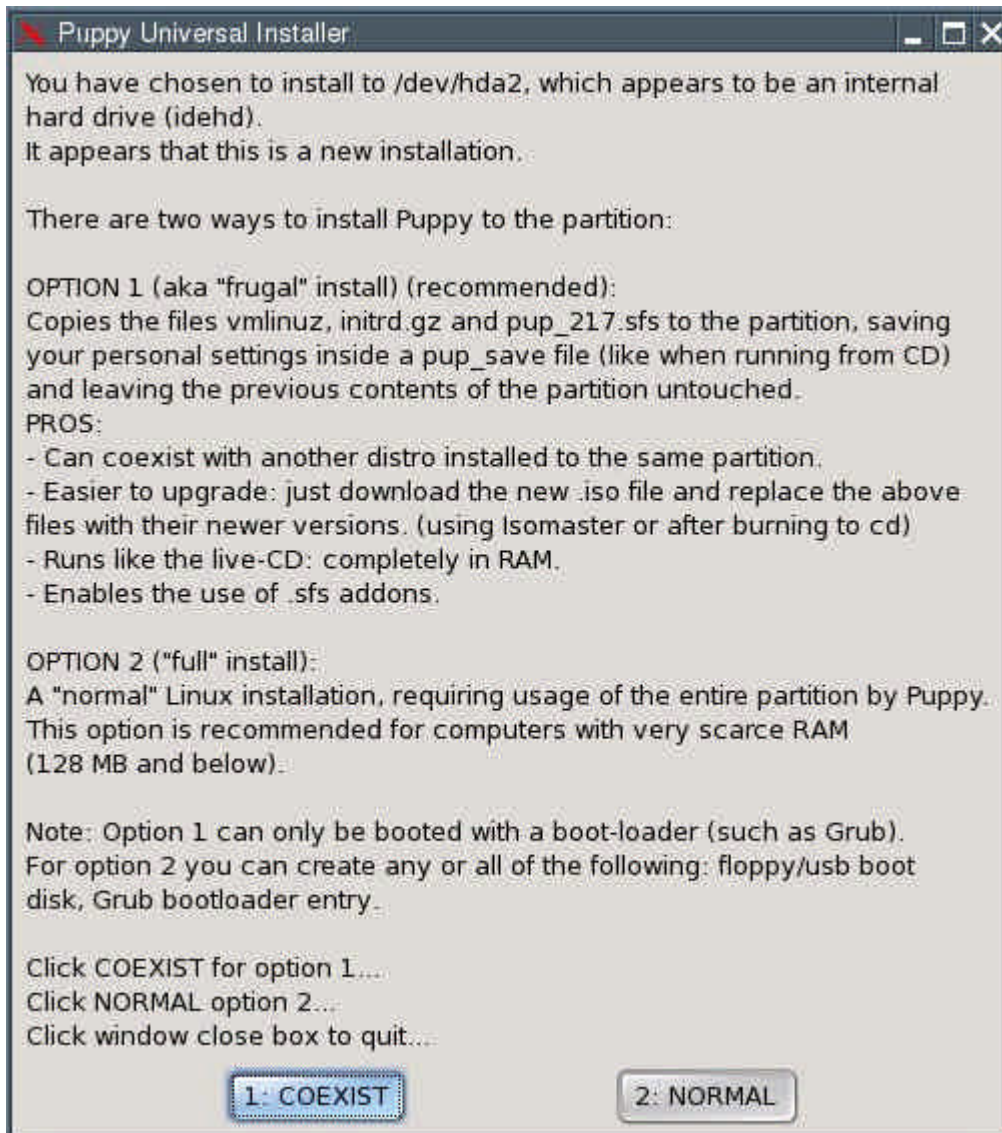 Puppy Universal Installer
You have chosen to install to /dev/hda2, which appears to be an internal
hard drive (idehd).
It appears that this is a new installation.
There are two ways to install Puppy to the partition:
OPTION 1 (aka "frugal" install) (recommended):
Copies the files vmlinuz, initrd.gz and pup_217.sfs to the partition, saving
your personal settings inside a pup_save file (like when running from CD)
and leaving the previous contents of the partition untouched.
PROS:
- Can coexist with another distro installed to the same partition.
- Easier to upgrade: just download the new .iso file and replace the above
files with their newer versions. (using Isomaster or after burning to cd)
- Runs like the live-CD: completely in RAM.
- Enables the use of .sfs addons.
OPTION 2 ("full" install):
A "normal" Linux installation, requiring usage of the entire partition by Puppy.
This option is recommended for computers with very scarce RAM
(128 MB and below).
Note: Option 1 can only be booted with a boot-loader (such as Grub).
For option 2 you can create any or all of the following: floppy/usb boot
disk, Grub bootloader entry.
Click COEXIST for option 1...
Click NORMAL option 2...
Click window close box to quit...
1: COEXIST
2: NORMAL